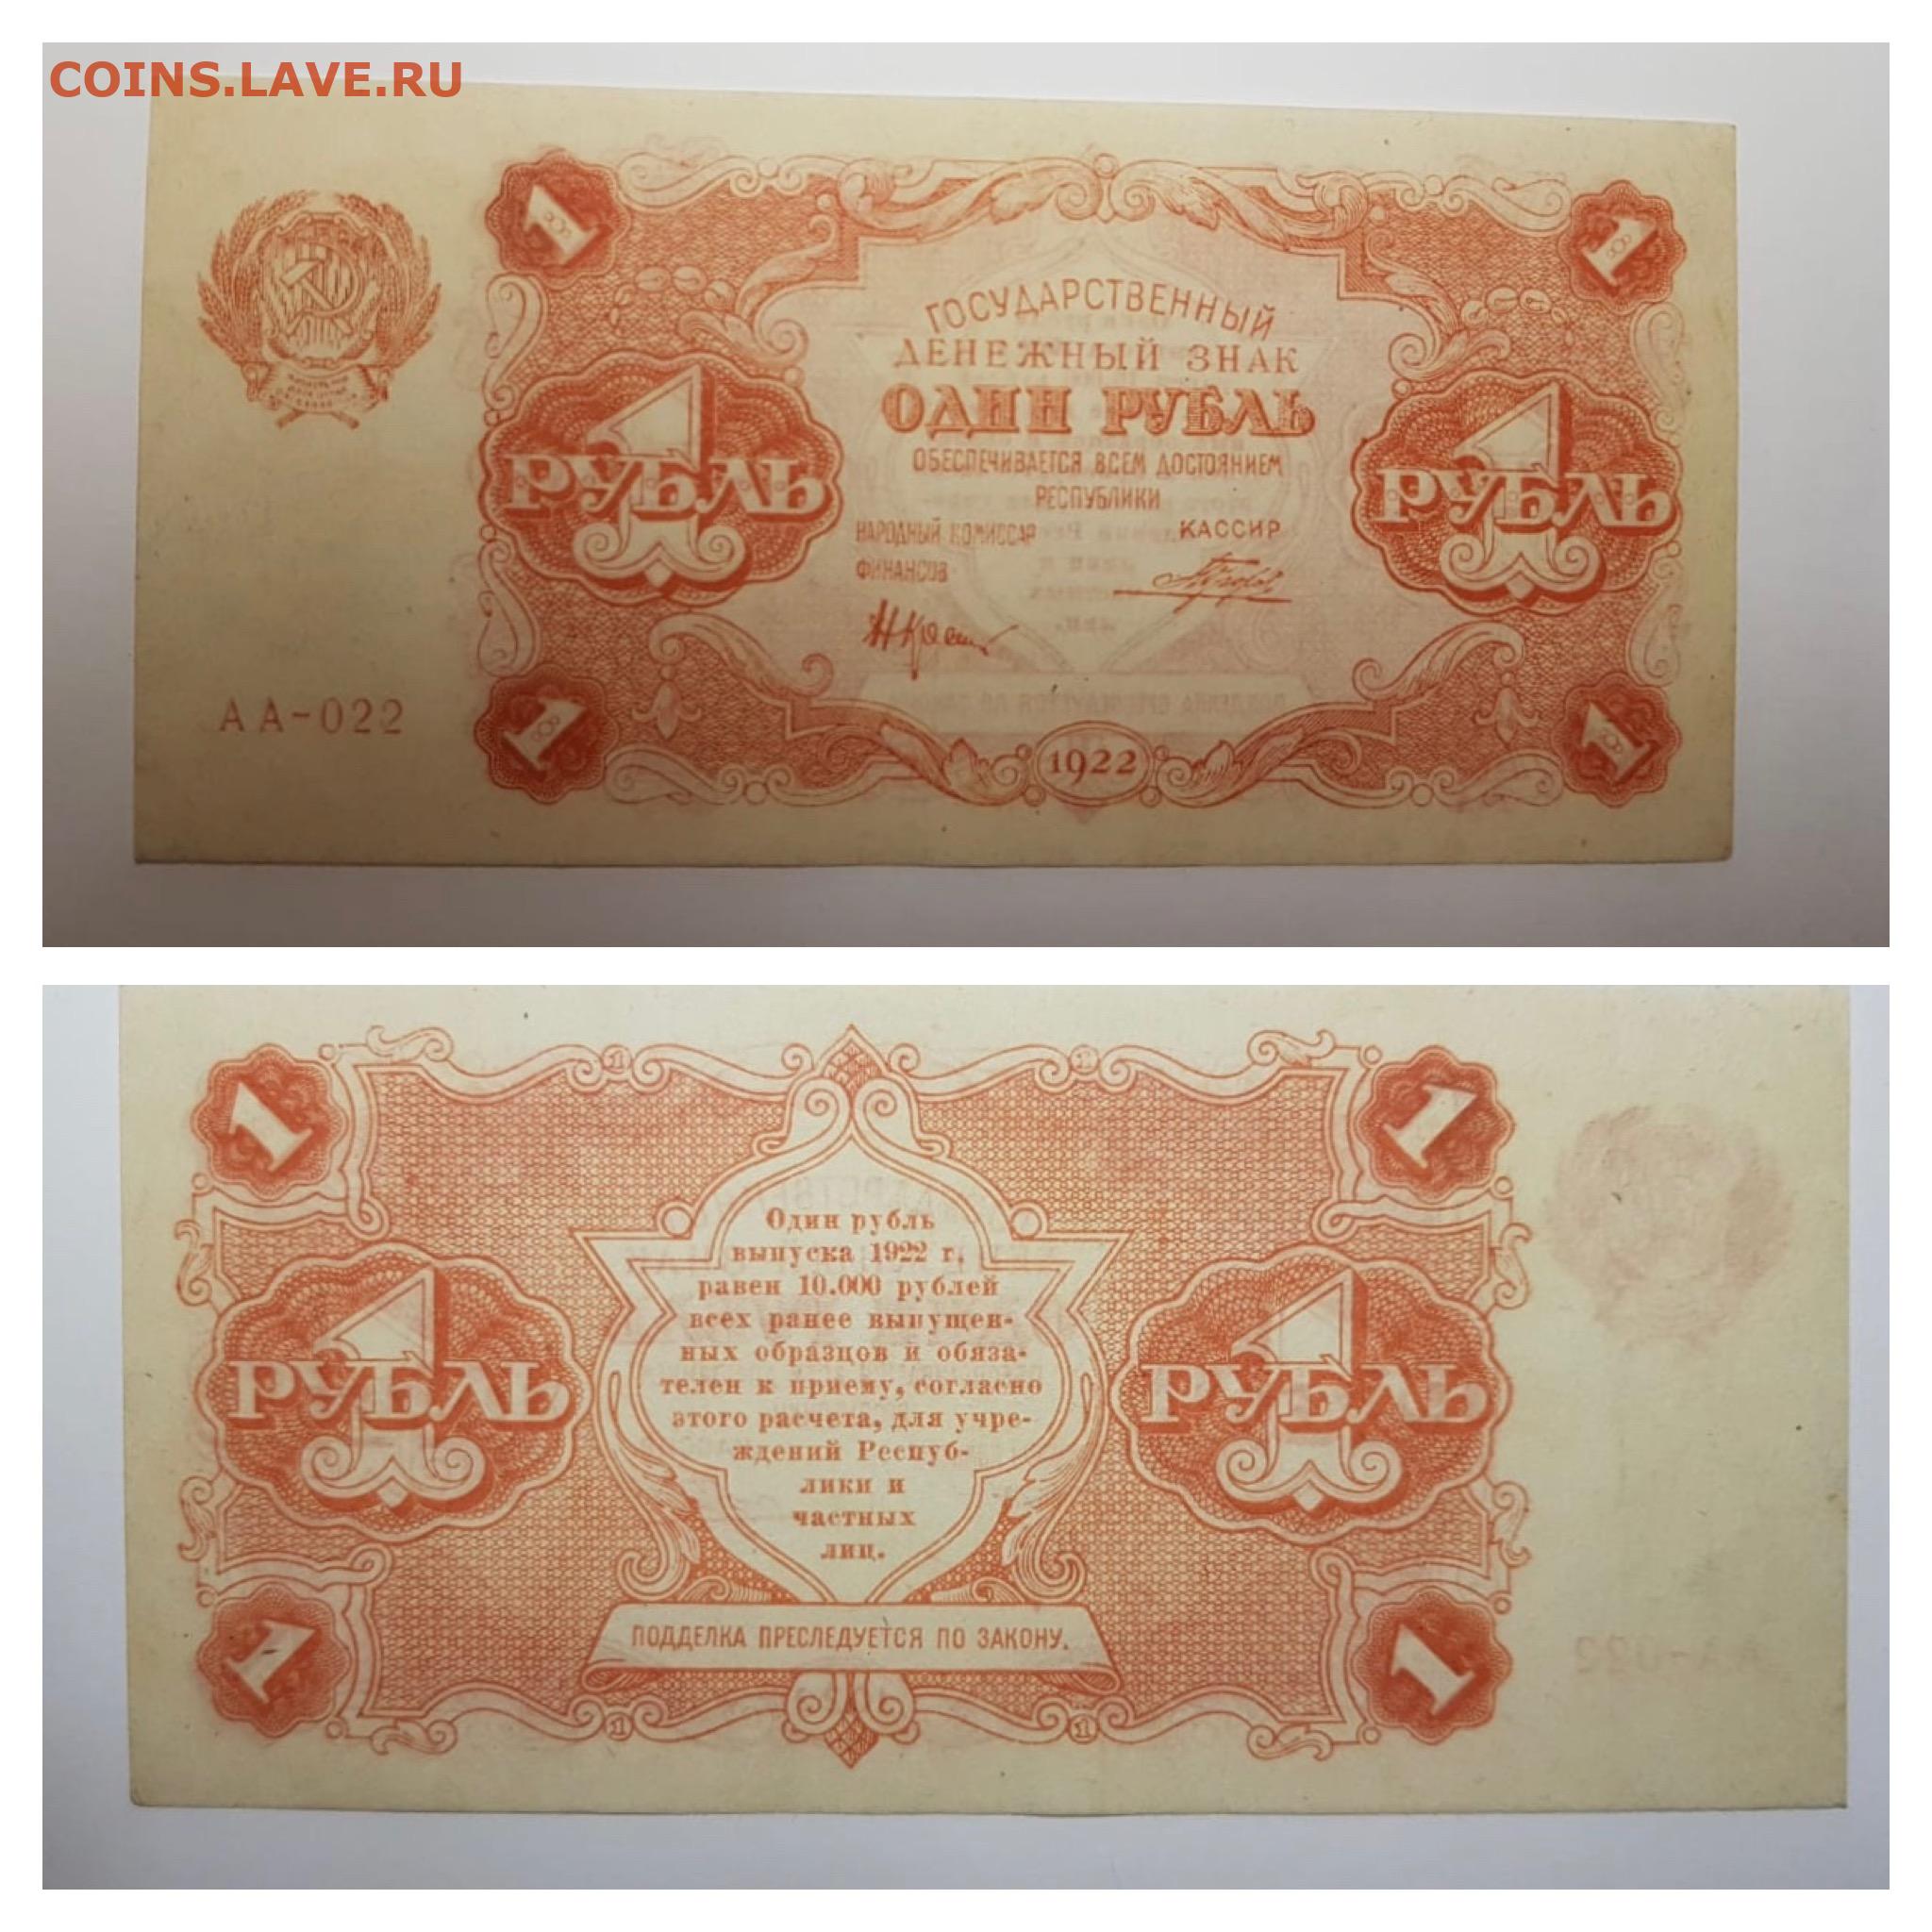 COINS.LAVE.RU
1
1
ГОСУДАРСТВЕННЫЙ
ДЕНЕЖНЫЙ ЗНАК
ОДИН РУБЛЬ
1
РУБЛЬ
1
РУБЛЬ
ОБЕСПЕЧИВАЕТСЯ ВСЕМ ДОСТОЯНИЕМ
РЕСПУБЛИКИ
НАРОДНЫЙ КОМИССАР
ФИНАНСОВ
КАССИР
АА-022
1
1922
1
1
1
Один рубль
выпуска 1922 г.
равен 10.000 рублей
всех ранее выпущен-
ных образцов и обяза-
телен к приему, согласно
этого расчета, для учре-
ждений Респуб-
лики и
частных
лиц.
1
РУБЛЬ
1
РУБЛЬ
1
ПОДДЕЛКА ПРЕСЛЕДУЕТСЯ ПО ЗАКОНУ.
1